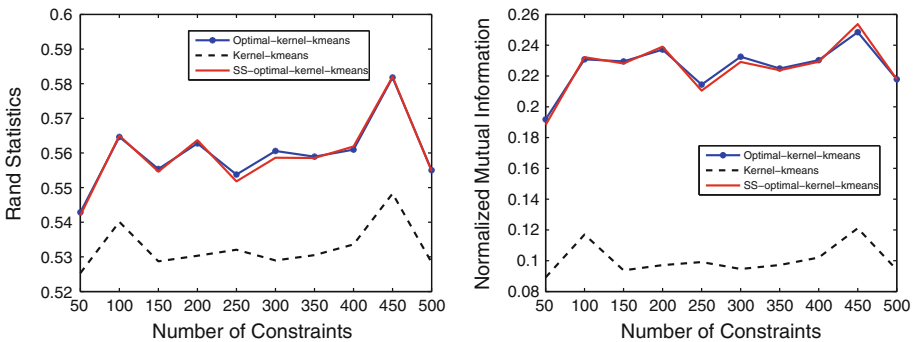 0.6
0.59
0.58
0.57
0.56
0.55
0.54
0.53
0.52
Rand Statistics
Optimal-kernel-kmeans
Kernel-kmeans
SS-optimal-kernel-kmeans
50 100 150 200 250 300 350 400 450 500
Number of Constraints
0.26
0.24
0.22
0.2
0.18
0.16
0.14
0.12
0.1
0.08
Normalized Mutual Information
Optimal-kernel-kmeans
Kernel-kmeans
SS-optimal-kernel-kmeans
50 100 150 200 250 300 350 400 450 500
Number of Constraints